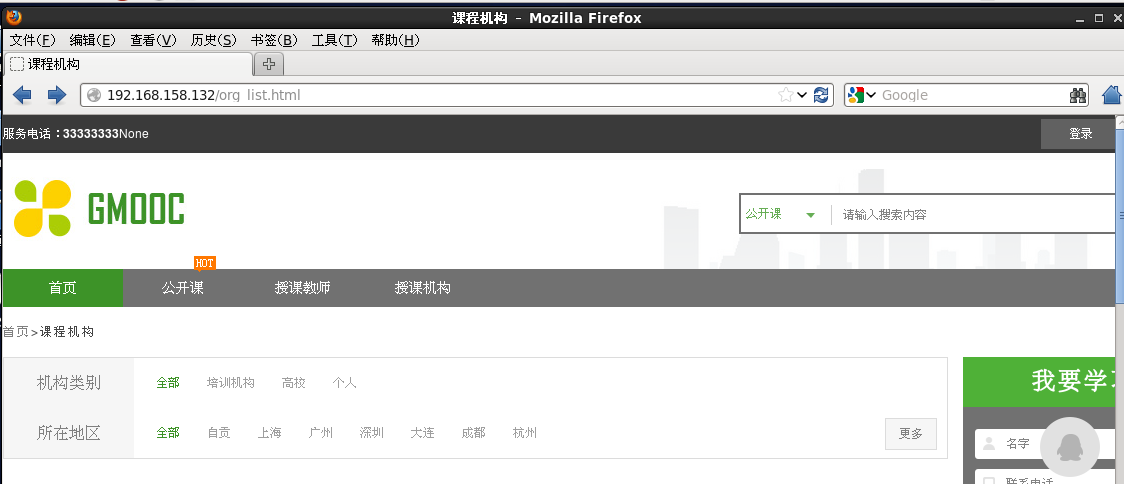 课程机构 - Mozilla Firefox
文件(F) 编辑(E) 查看(V) 历史(S) 书签(B) 工具(T) 帮助(H)
课程机构
192.168.158.132/org_list.html Google
服务电话：33333333None 登录
GMOOC
公开课 请输入搜索内容
HOT
首页 公开课 授课教师 授课机构
首页>课程机构
机构类别 全部 培训机构 高校 个人
我要学习
所在地区 全部 自贡 上海 广州 深圳 大连 成都 杭州 更多
名字
联系电话